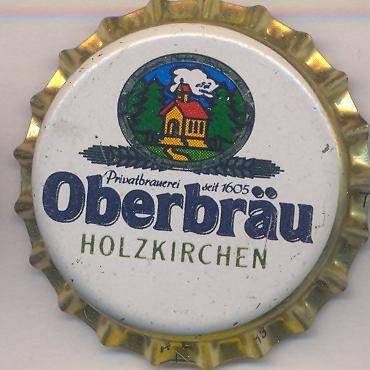 Privatbrauerei seit 1605
Oberbräu
HOLZKIRCHEN